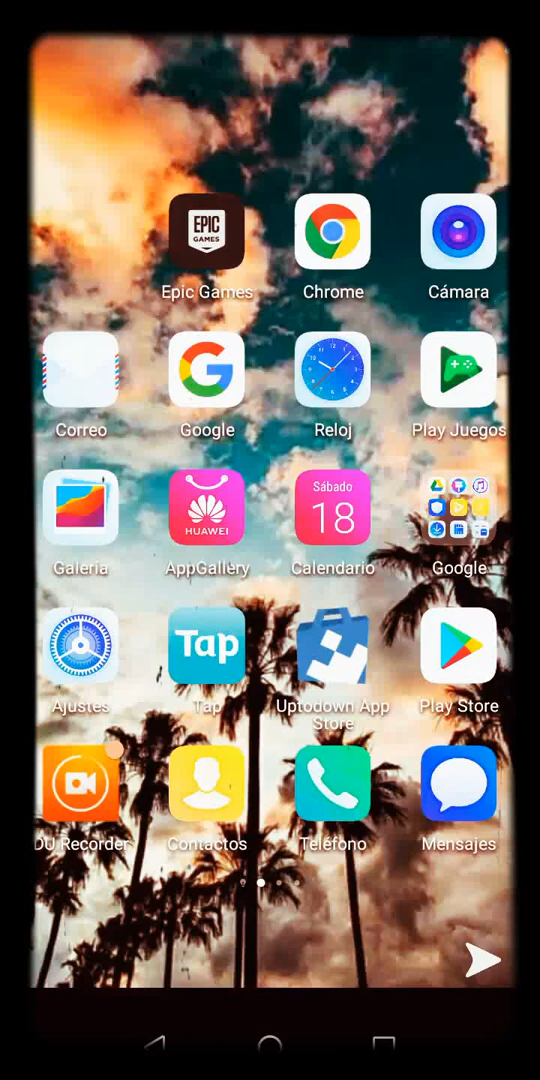 EPIC
GAMES
Epic Games
Chrome
Cámara
Correo
Google
Reloj
Play Juegos
HUAWEI
Sábado
18
Galería
AppGallery
Calendario
Google
Tap
Ajustes
Tap
Uptodown App
Store
Play Store
DU Recorder
Contactos
Teléfono
Mensajes